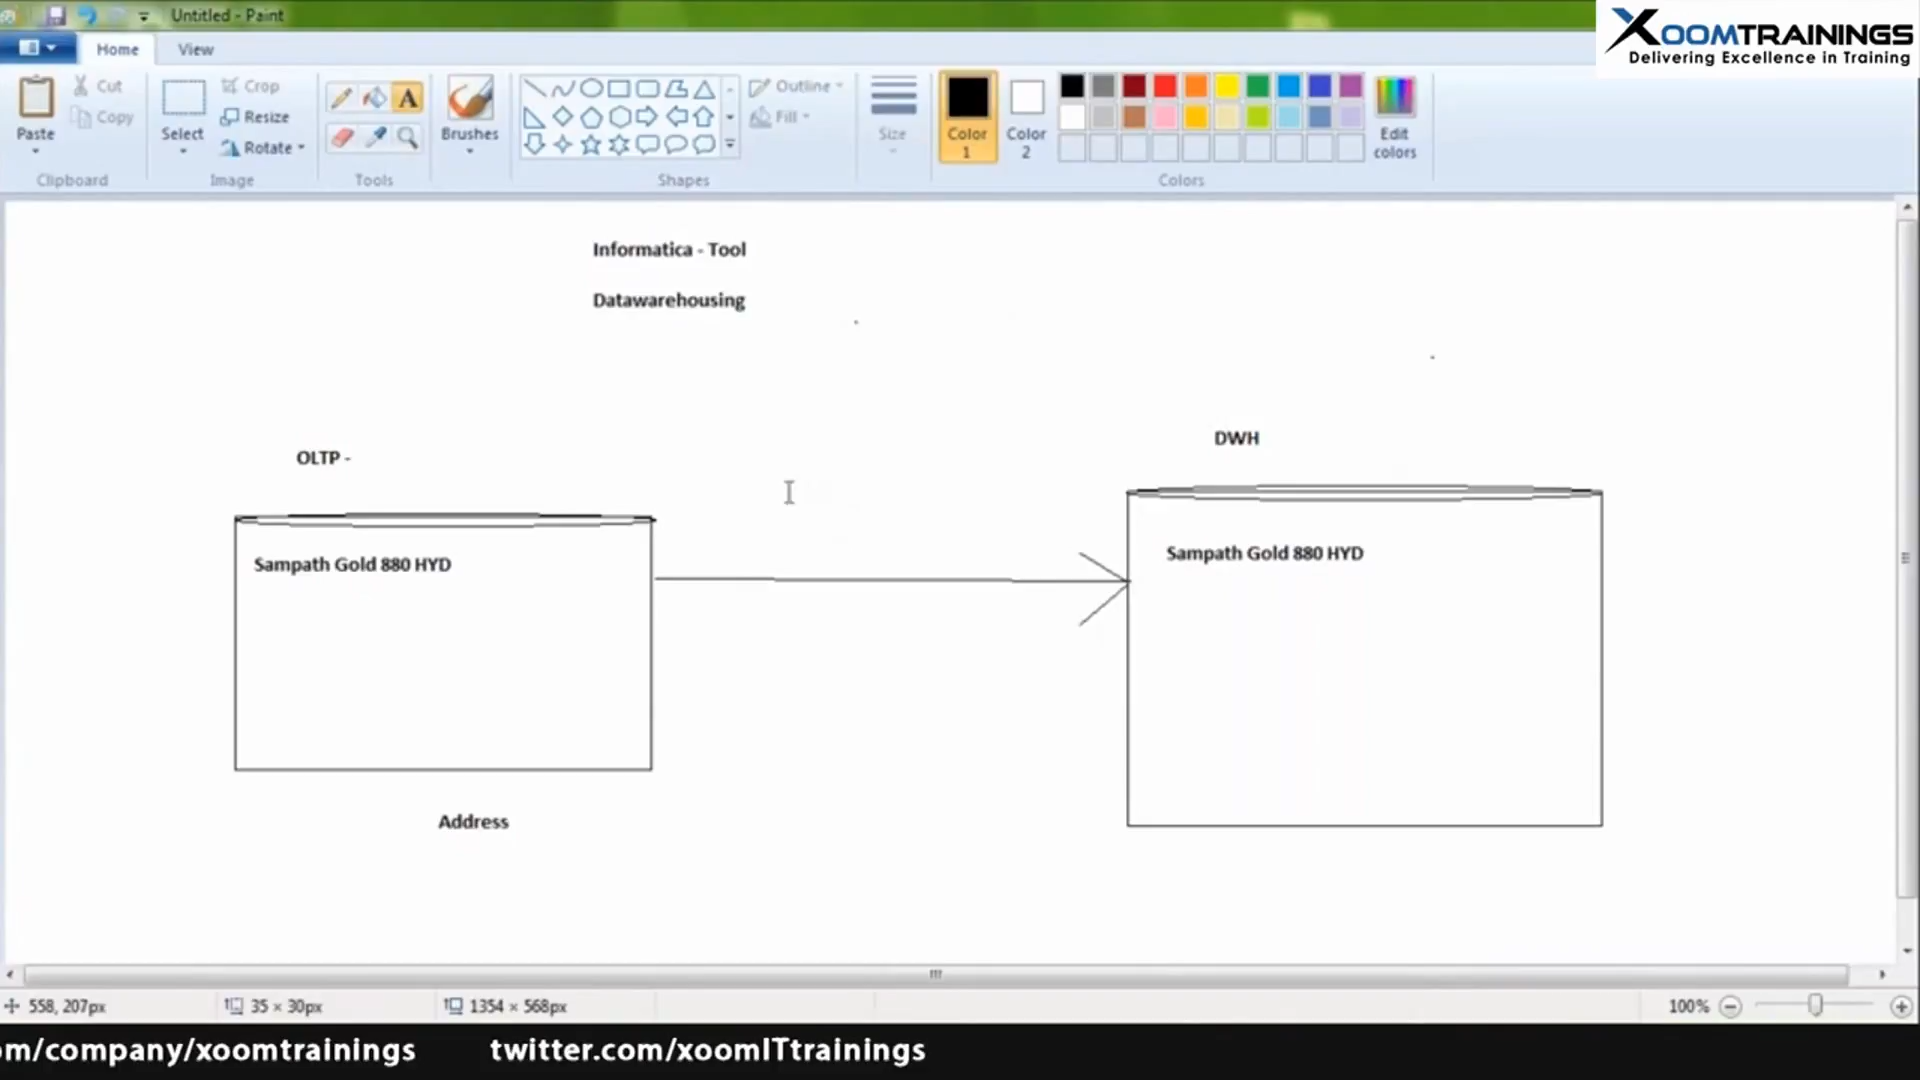 Untitled - Paint
XOOMTRAININGS
Delivering Excellence in Training
Home View
Cut
Copy
Paste
Clipboard
Select
Crop
Resize
Rotate
Image
A
Tools
Brushes
Outline
Fill
Shapes
Size
Color 1
Color 2
Edit colors
Colors
Informatica - Tool
Datawarehousing
OLTP -
DWH
Sampath Gold 880 HYD
Sampath Gold 880 HYD
Address
558, 207px
35 × 30px
1354 × 568px
100%
om/company/xoomtrainings twitter.com/xoomITtrainings